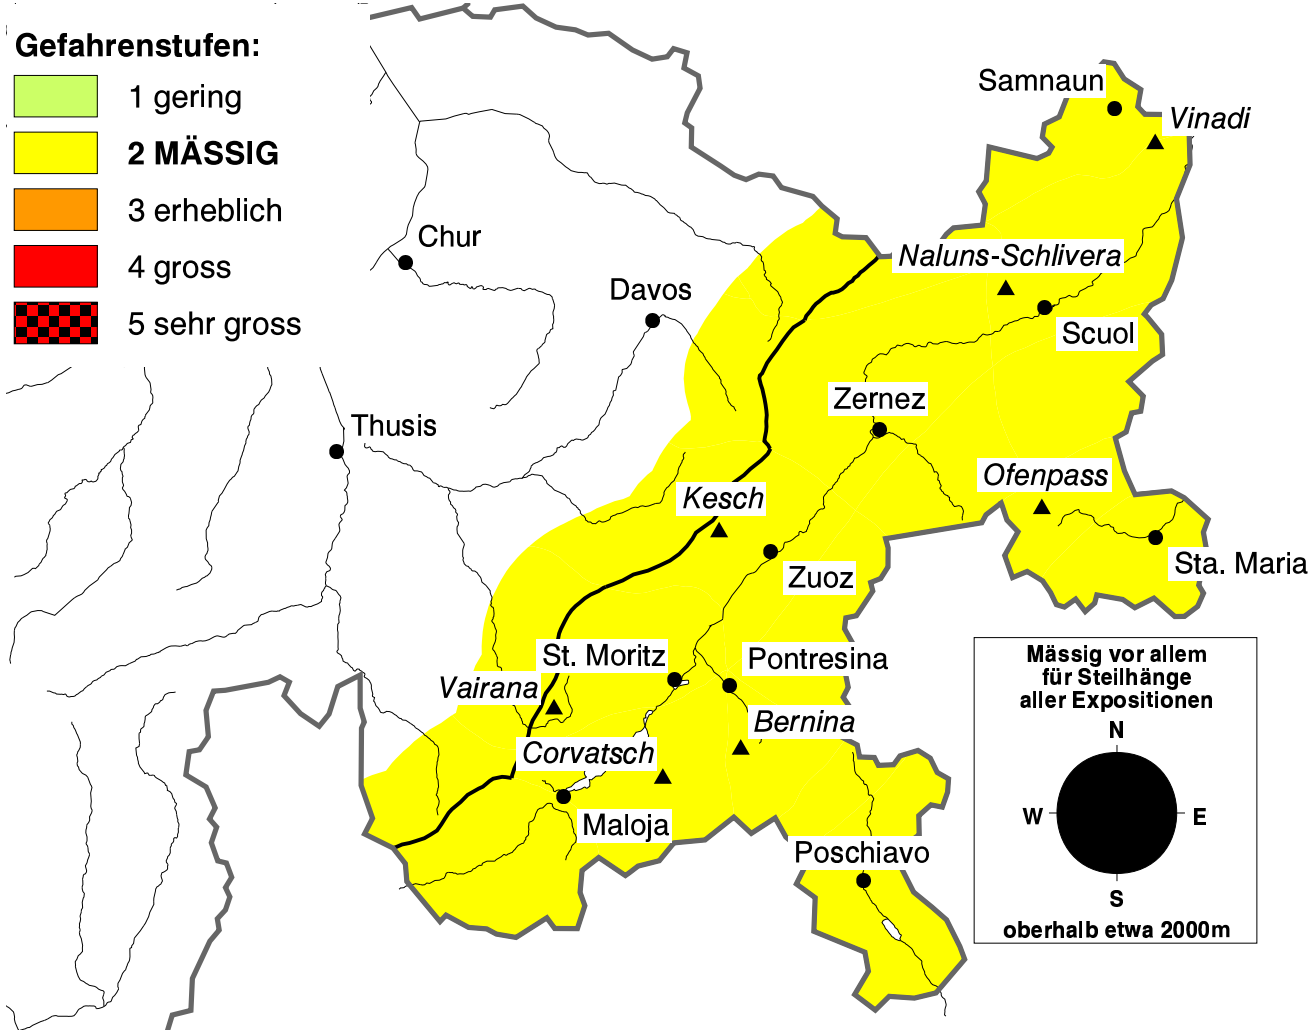 Gefahrenstufen:
1 gering
2 MÄSSIG
3 erheblich
4 gross
5 sehr gross
Samnaun
Vinadi
Chur
Naluns-Schlivera
Davos
Scuol
Zernez
Thusis
Ofenpass
Kesch
Sta. Maria
Zuoz
St. Moritz
Pontresina
Vairana
Bernina
Corvatsch
Maloja
Poschiavo
Mässig vor allem
für Steilhänge
aller Expositionen
N
W
E
S
oberhalb etwa 2000m